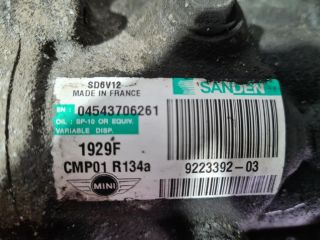 SD6V12
MADE IN FRANCE
SANDEN
SN: 04543706261
OIL: SP-10 OR EQUIV.
VARIABLE DISP.
1929F
CMP01 R134a
9223392-03
MINI